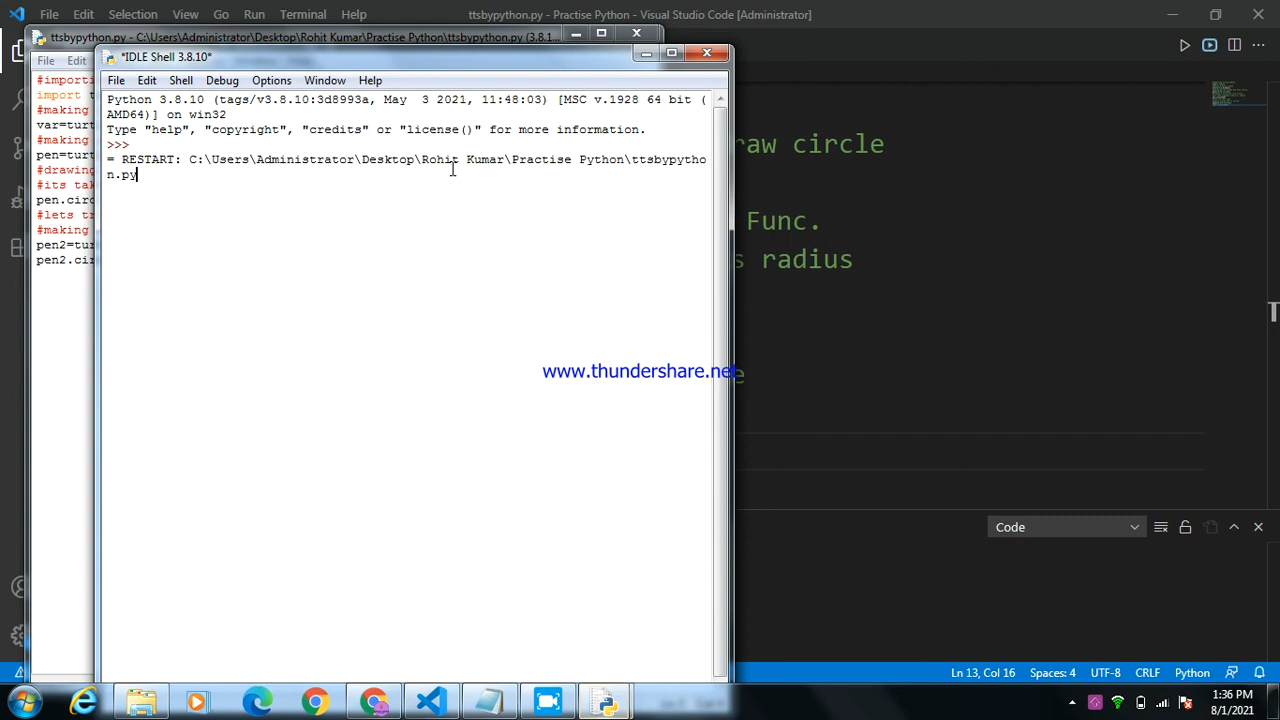 File Edit Selection View Go Run Terminal Help
ttsbypython.py - Practise Python - Visual Studio Code [Administrator]
ttsbypython.py - C:\Users\Administrator\Desktop\Rohit Kumar\Practise Python\ttsbypython.py (3.8.1...
File Edit
*IDLE Shell 3.8.10*
File Edit Shell Debug Options Window Help
Python 3.8.10 (tags/v3.8.10:3d8993a, May 3 2021, 11:48:03) [MSC v.1928 64 bit (
AMD64)] on win32
Type "help", "copyright", "credits" or "license()" for more information.
>>>
= RESTART: C:\Users\Administrator\Desktop\Rohit Kumar\Practise Python\ttsbypytho
n.py
#importi
import t
#making
var=turt
#making
pen=turt
#drawing
#its tak
pen.circ
#lets tr
#making
pen2=tur
pen2.cir
raw circle
Func.
s radius
e
www.thundershare.net
Code
Ln 13, Col 16 Spaces: 4 UTF-8 CRLF Python
1:36 PM
8/1/2021